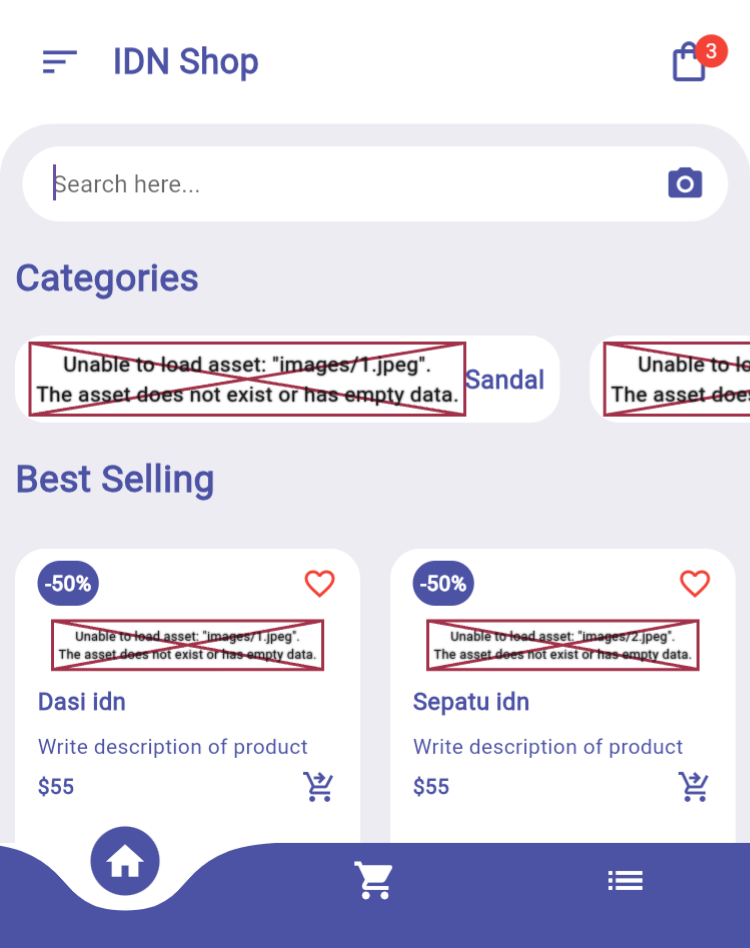 IDN Shop
3
Search here...
Categories
Unable to load asset: "images/1.jpeg".
The asset does not exist or has empty data.
Sandal
Unable to
The asset
Best Selling
-50%
Unable to load asset: "images/1.jpeg".
The asset does not exist or has empty data.
Dasi idn
Write description of product
$55
-50%
Unable to load asset: "images/2.jpeg".
The asset does not exist or has empty data.
Sepatu idn
Write description of product
$55